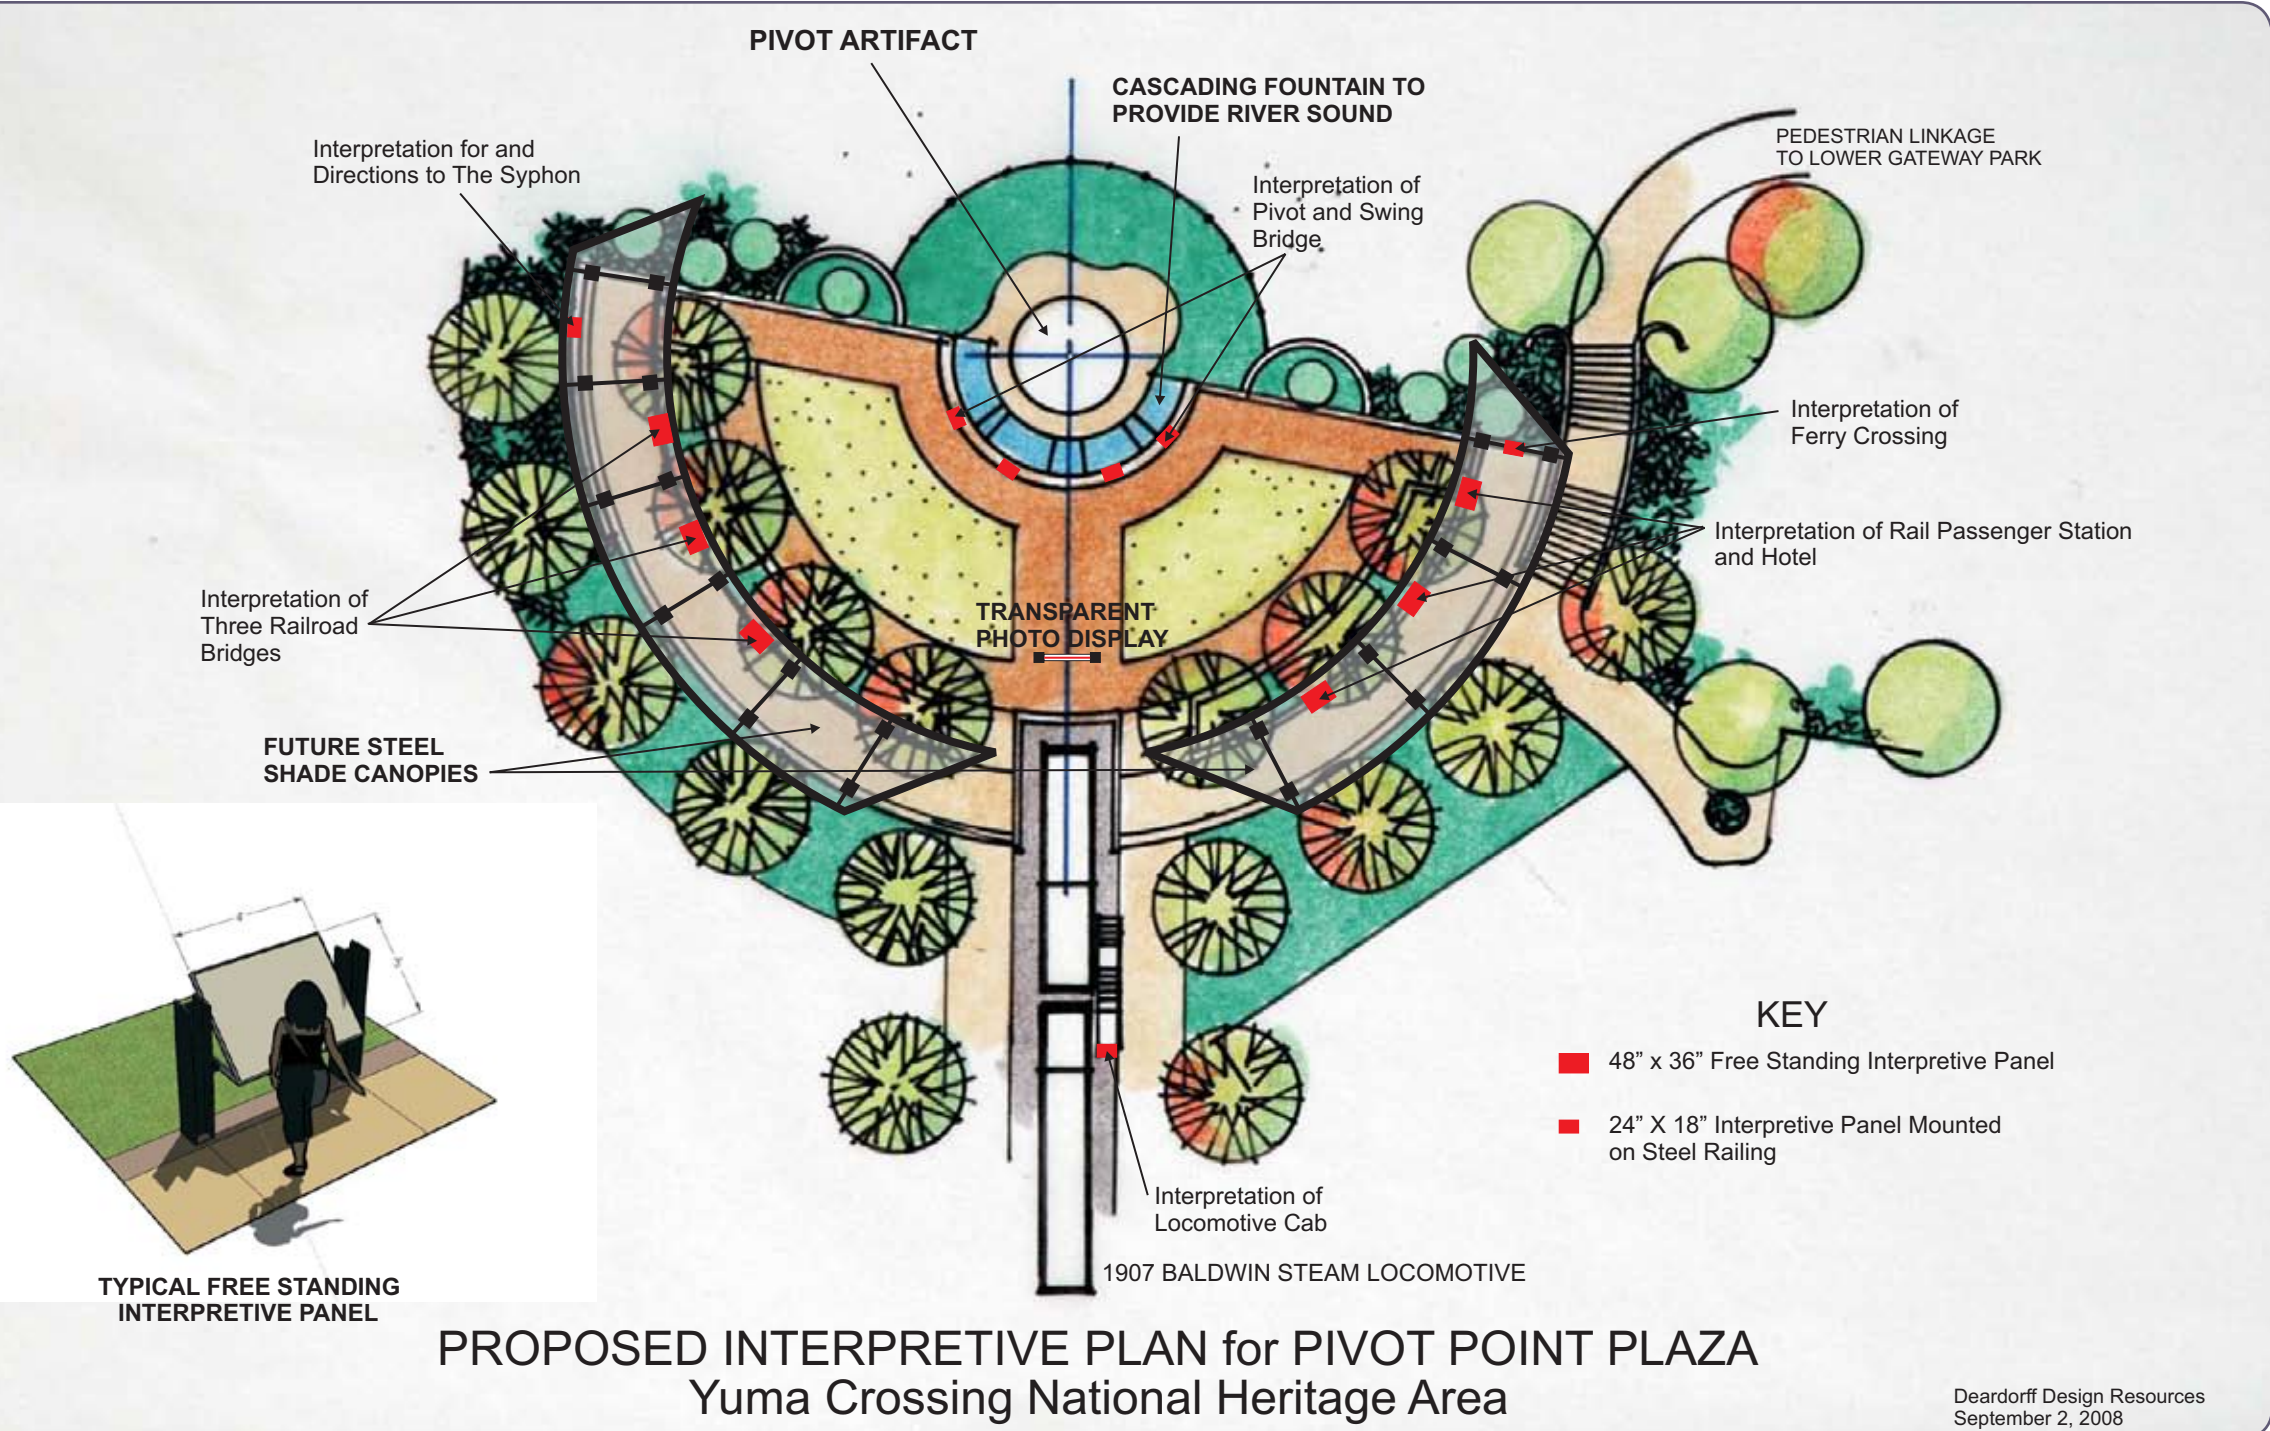 PIVOT ARTIFACT
CASCADING FOUNTAIN TO
PROVIDE RIVER SOUND
Interpretation for and
Directions to The Syphon
Interpretation of
Pivot and Swing
Bridge
PEDESTRIAN LINKAGE
TO LOWER GATEWAY PARK
Interpretation of
Ferry Crossing
Interpretation of Rail Passenger Station
and Hotel
Interpretation of
Three Railroad
Bridges
TRANSPARENT
PHOTO DISPLAY
FUTURE STEEL
SHADE CANOPIES
4'
3'
TYPICAL FREE STANDING
INTERPRETIVE PANEL
KEY
48” x 36” Free Standing Interpretive Panel
24” X 18” Interpretive Panel Mounted
on Steel Railing
Interpretation of
Locomotive Cab
1907 BALDWIN STEAM LOCOMOTIVE
PROPOSED INTERPRETIVE PLAN for PIVOT POINT PLAZA
Yuma Crossing National Heritage Area
Deardorff Design Resources
September 2, 2008